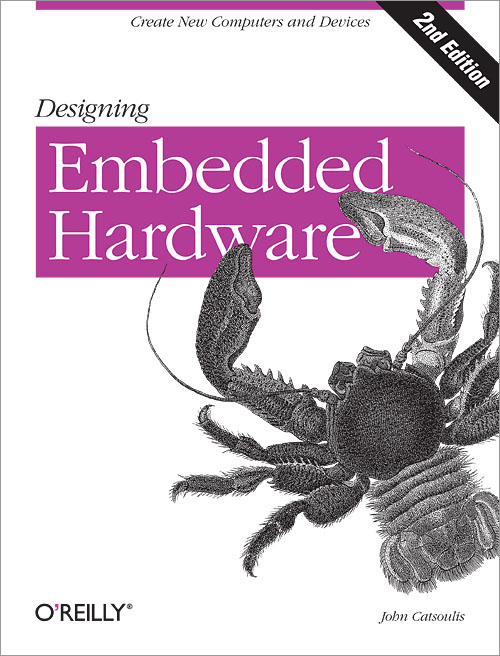 Create New Computers and Devices
2nd Edition
Designing
Embedded
Hardware
O'REILLY®
John Catsoulis